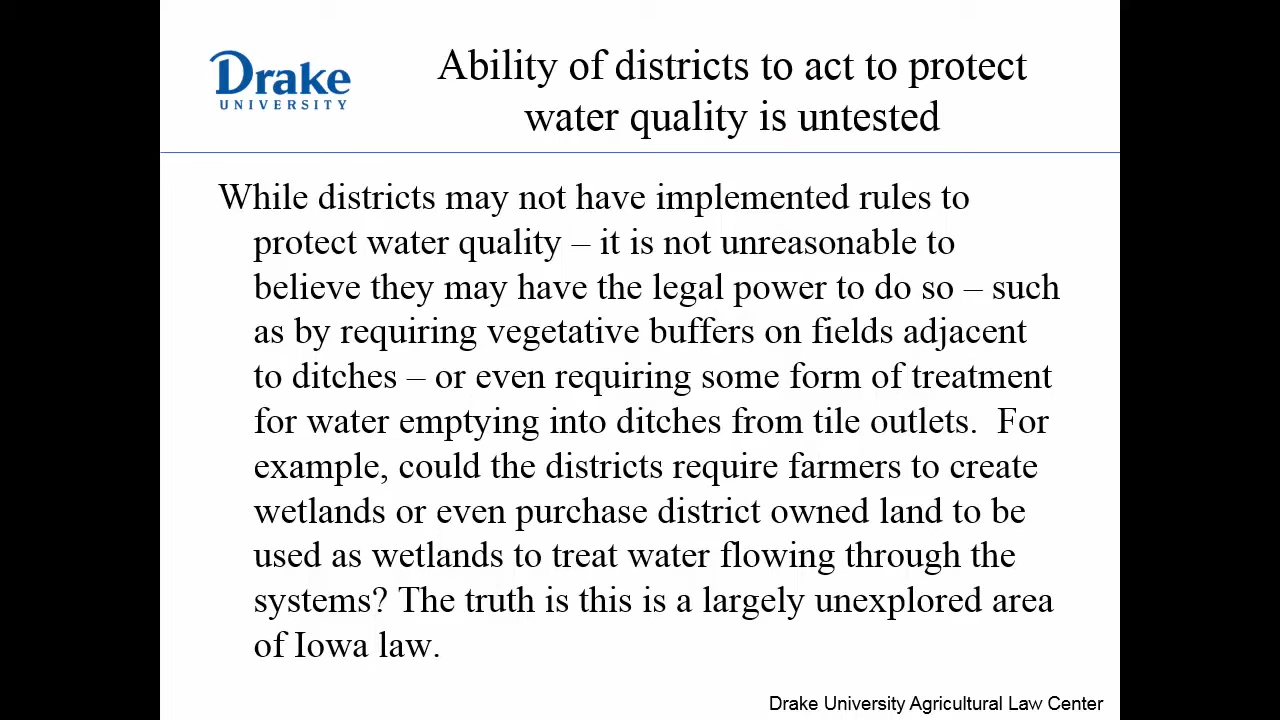 Drake
UNIVERSITY
Ability of districts to act to protect
water quality is untested
While districts may not have implemented rules to
protect water quality – it is not unreasonable to
believe they may have the legal power to do so – such
as by requiring vegetative buffers on fields adjacent
to ditches – or even requiring some form of treatment
for water emptying into ditches from tile outlets.  For
example, could the districts require farmers to create
wetlands or even purchase district owned land to be
used as wetlands to treat water flowing through the
systems? The truth is this is a largely unexplored area
of Iowa law.
Drake University Agricultural Law Center